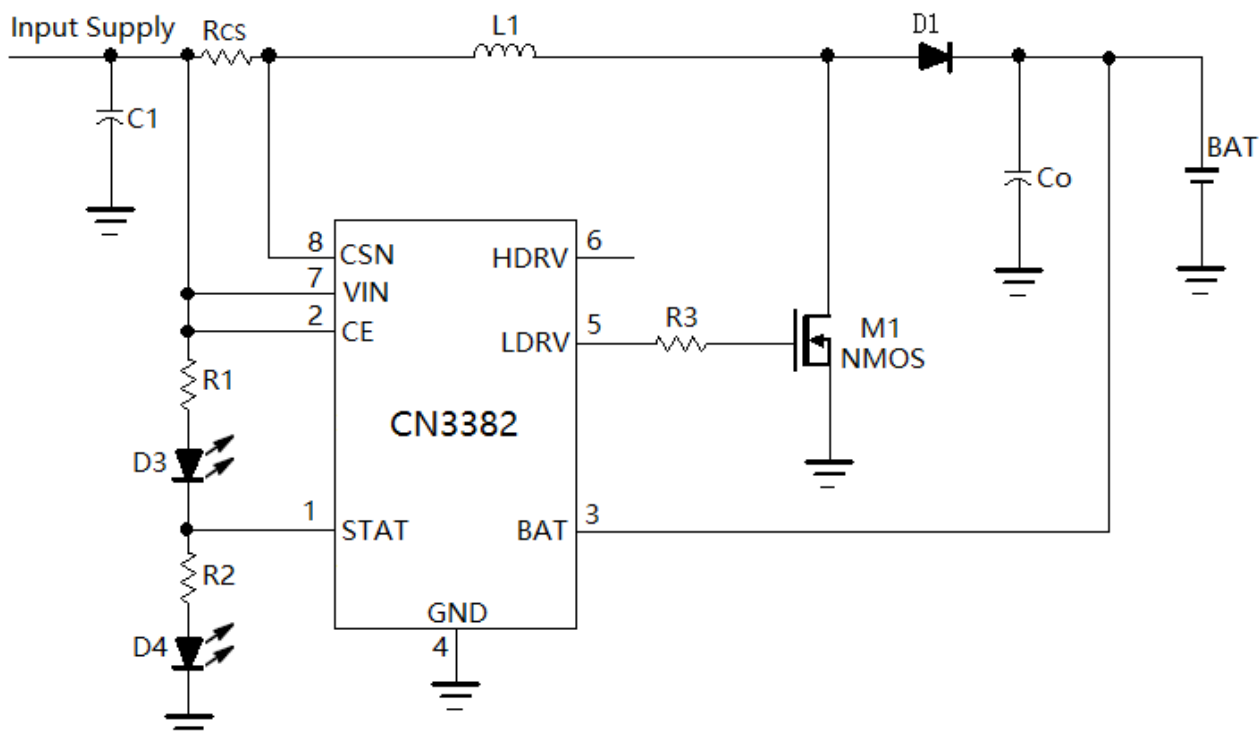 Input Supply
RCS
L1
D1
C1
Co
BAT
8
CSN
HDRV
6
7
VIN
2
CE
LDRV
5
R3
M1
NMOS
R1
CN3382
D3
1
STAT
BAT
3
R2
GND
4
D4